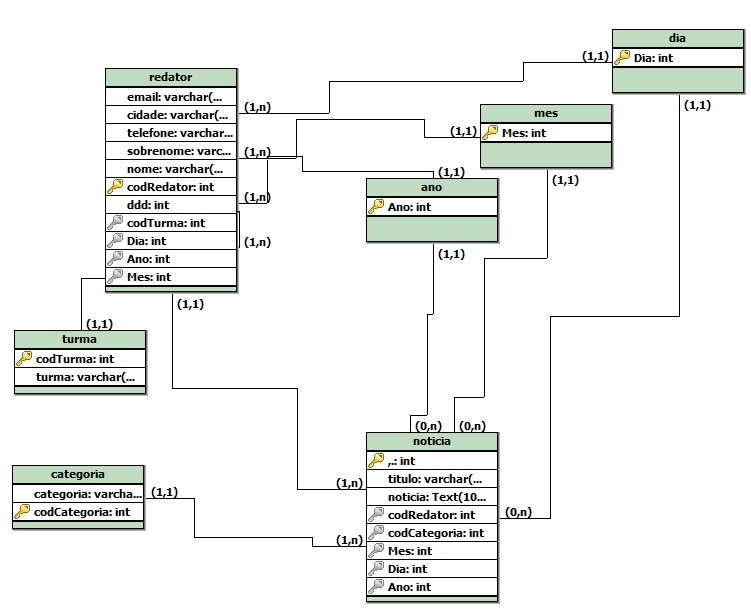 dia
Dia: int
(1,1)
(1,1)
redator
email: varchar(...
cidade: varchar(...
telefone: varchar...
sobrenome: varc...
nome: varchar(...
codRedator: int
ddd: int
codTurma: int
Dia: int
Ano: int
Mes: int
(1,n)
(1,n)
(1,n)
(1,n)
(1,1)
mes
Mes: int
(1,1)
(1,1)
ano
Ano: int
(1,1)
(1,1)
(1,1)
turma
codTurma: int
turma: varchar(...
categoria
categoria: varcha...
codCategoria: int
(1,1)
(0,n)
(0,n)
noticia
,.: int
titulo: varchar(...
noticia: Text(10...
codRedator: int
codCategoria: int
Mes: int
Dia: int
Ano: int
(1,n)
(1,n)
(0,n)